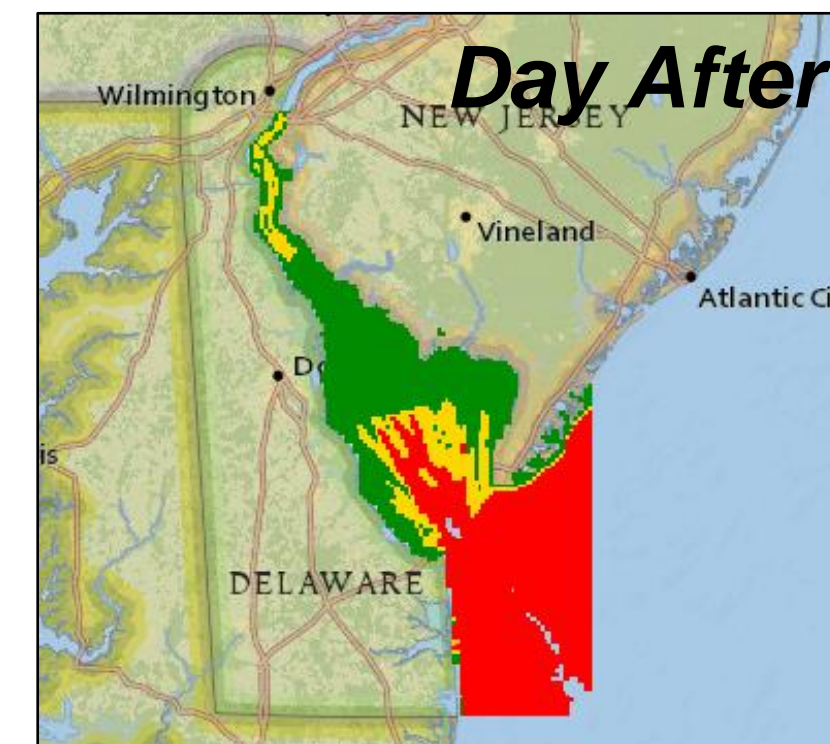 Day After
Wilmington
NEW JERSEY
Vineland
Atlantic Ci
Do
is
DELAWARE